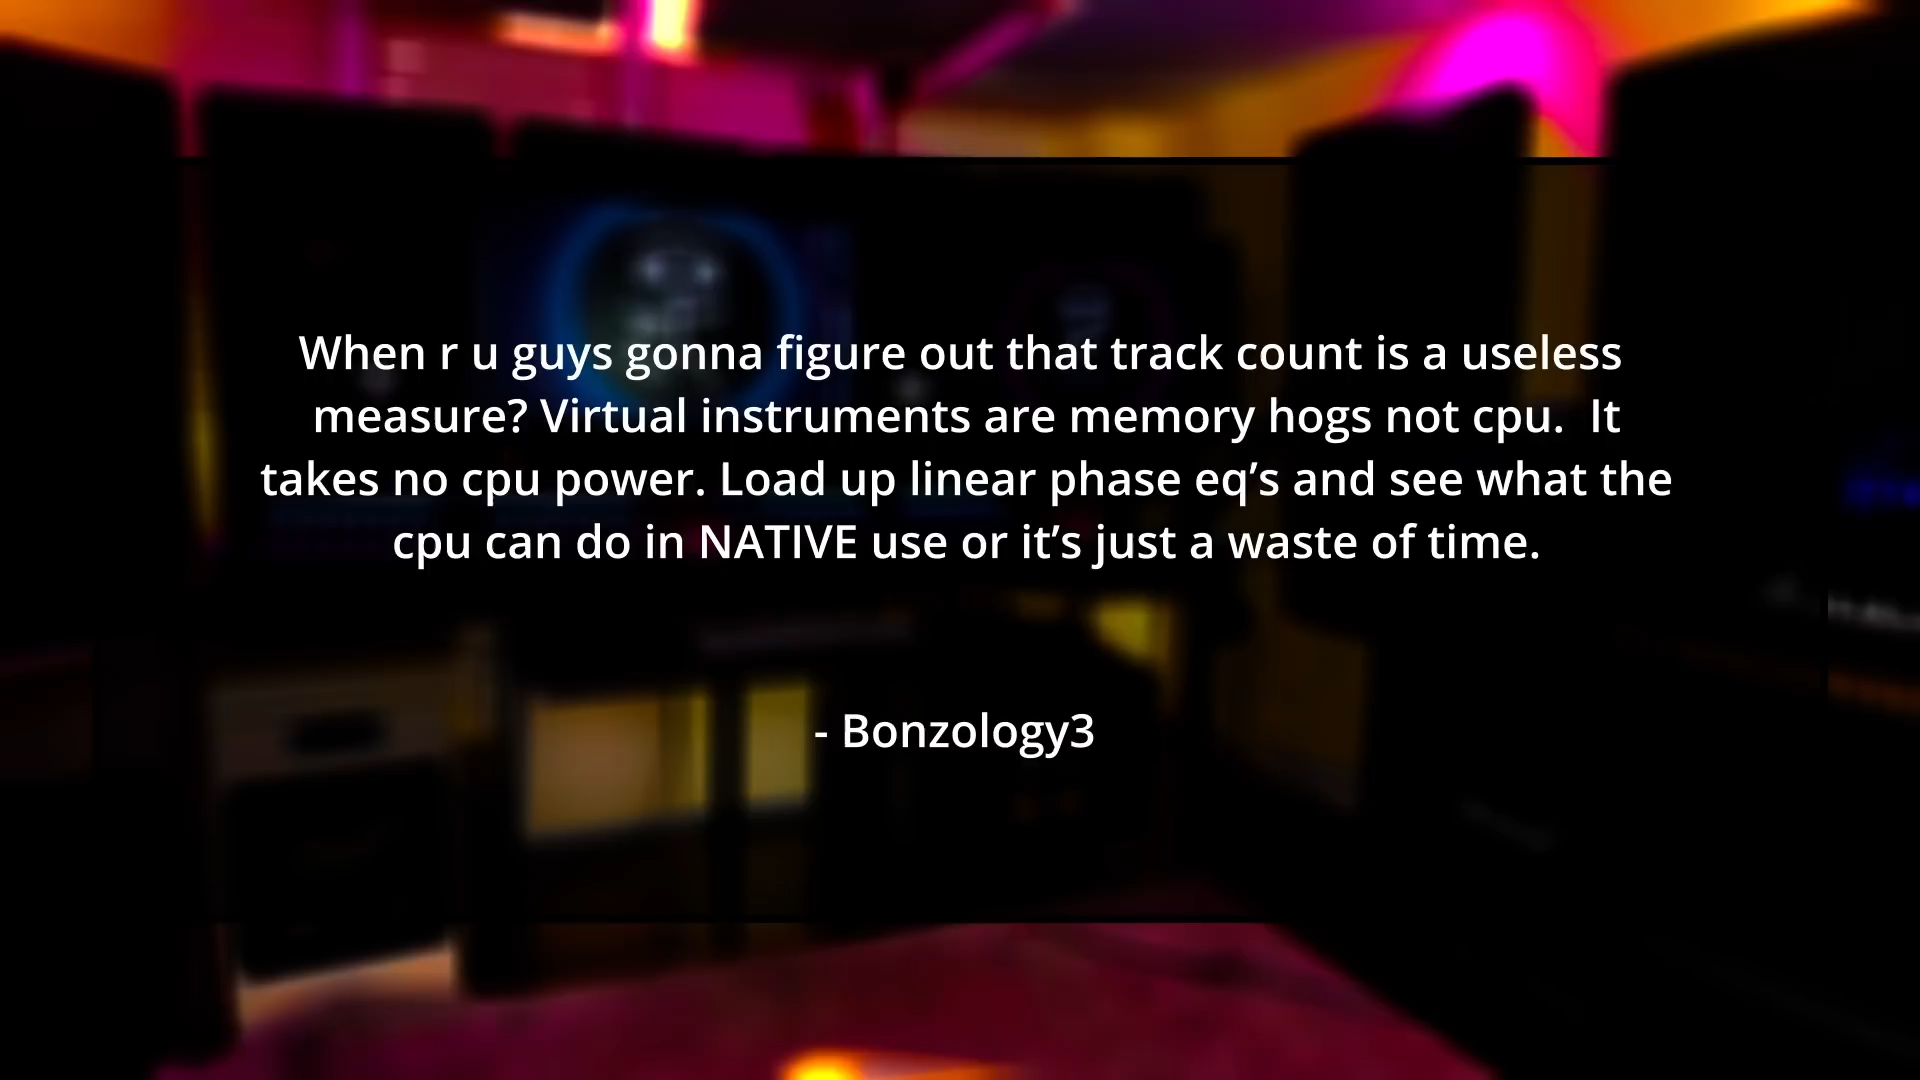 When r u guys gonna figure out that track count is a useless
measure? Virtual instruments are memory hogs not cpu.  It
takes no cpu power. Load up linear phase eq’s and see what the
cpu can do in NATIVE use or it’s just a waste of time.
- Bonzology3